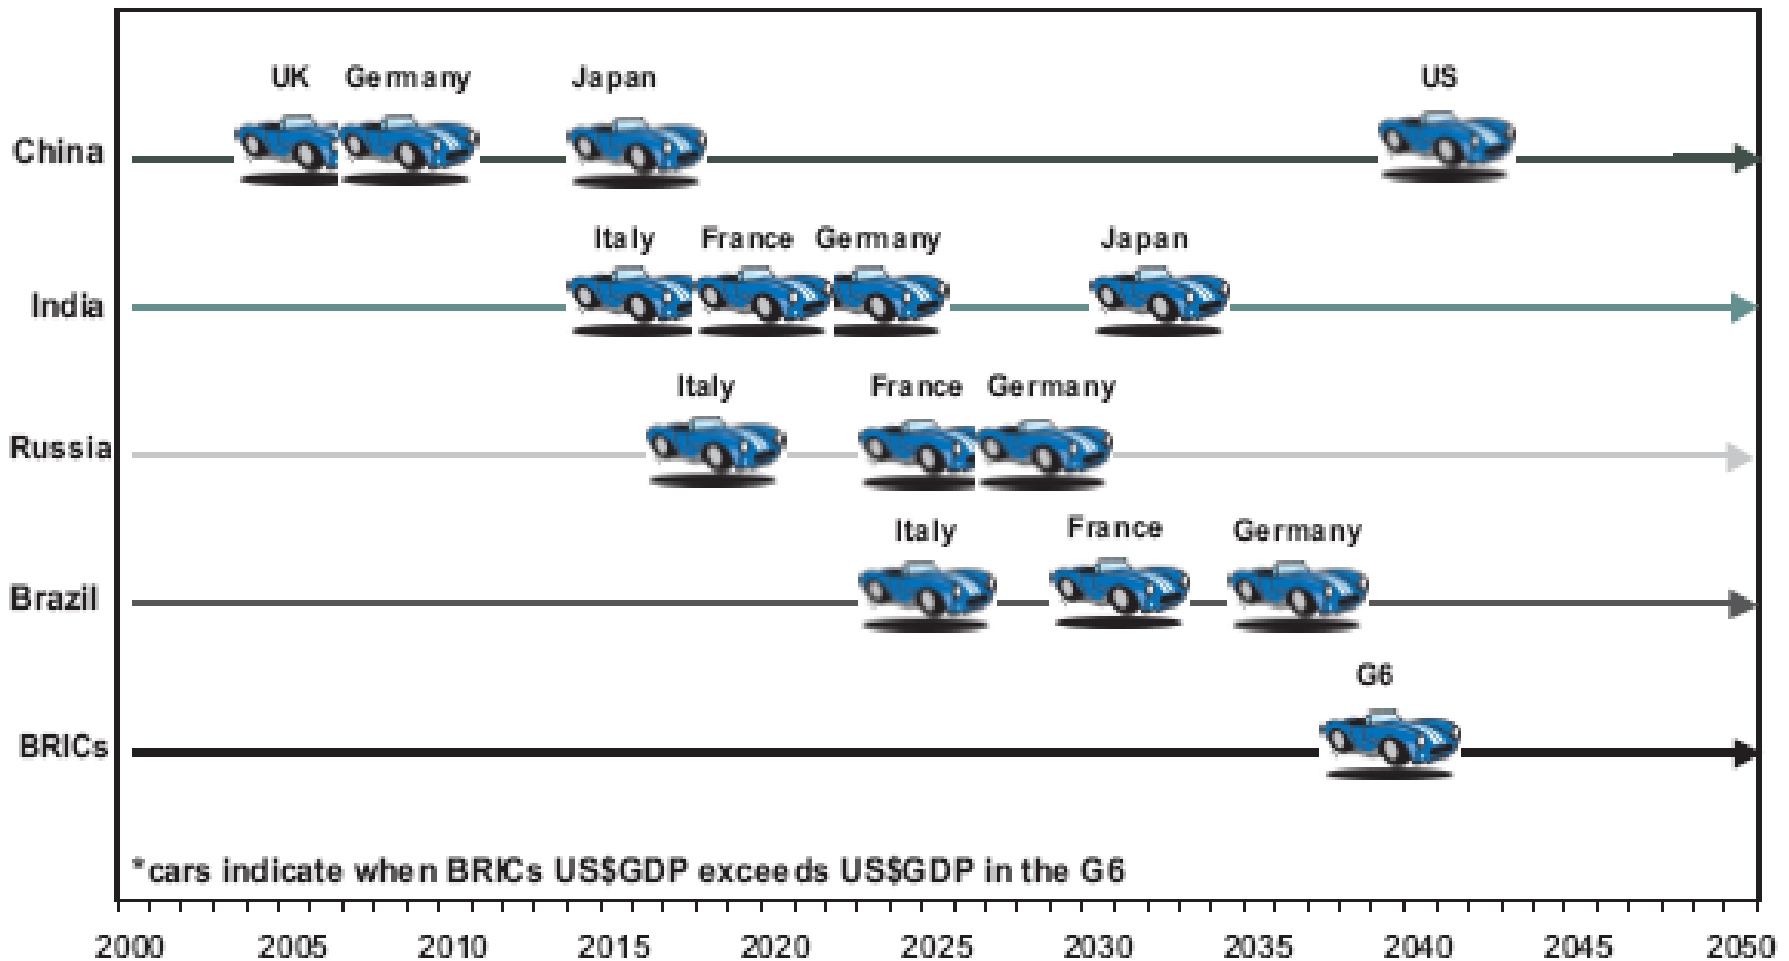 UK Germany Japan US
China
Italy France Germany Japan
India
Italy France Germany
Russia
Italy France Germany
Brazil
G6
BRICs
*cars indicate when BRICs US$GDP exceeds US$GDP in the G6
2000 2005 2010 2015 2020 2025 2030 2035 2040 2045 2050